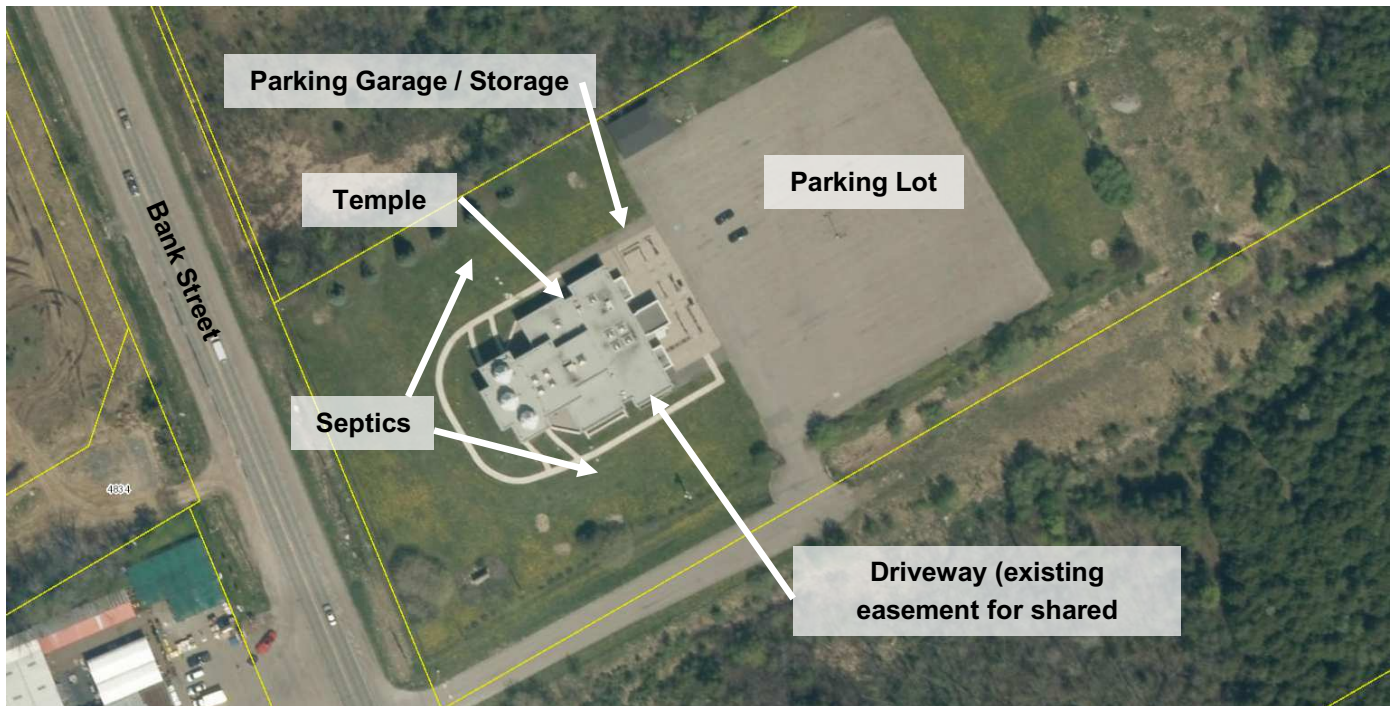 Parking Garage / Storage
Parking Lot
Temple
Bank Street
Septics
4834
Driveway (existing
easement for shared